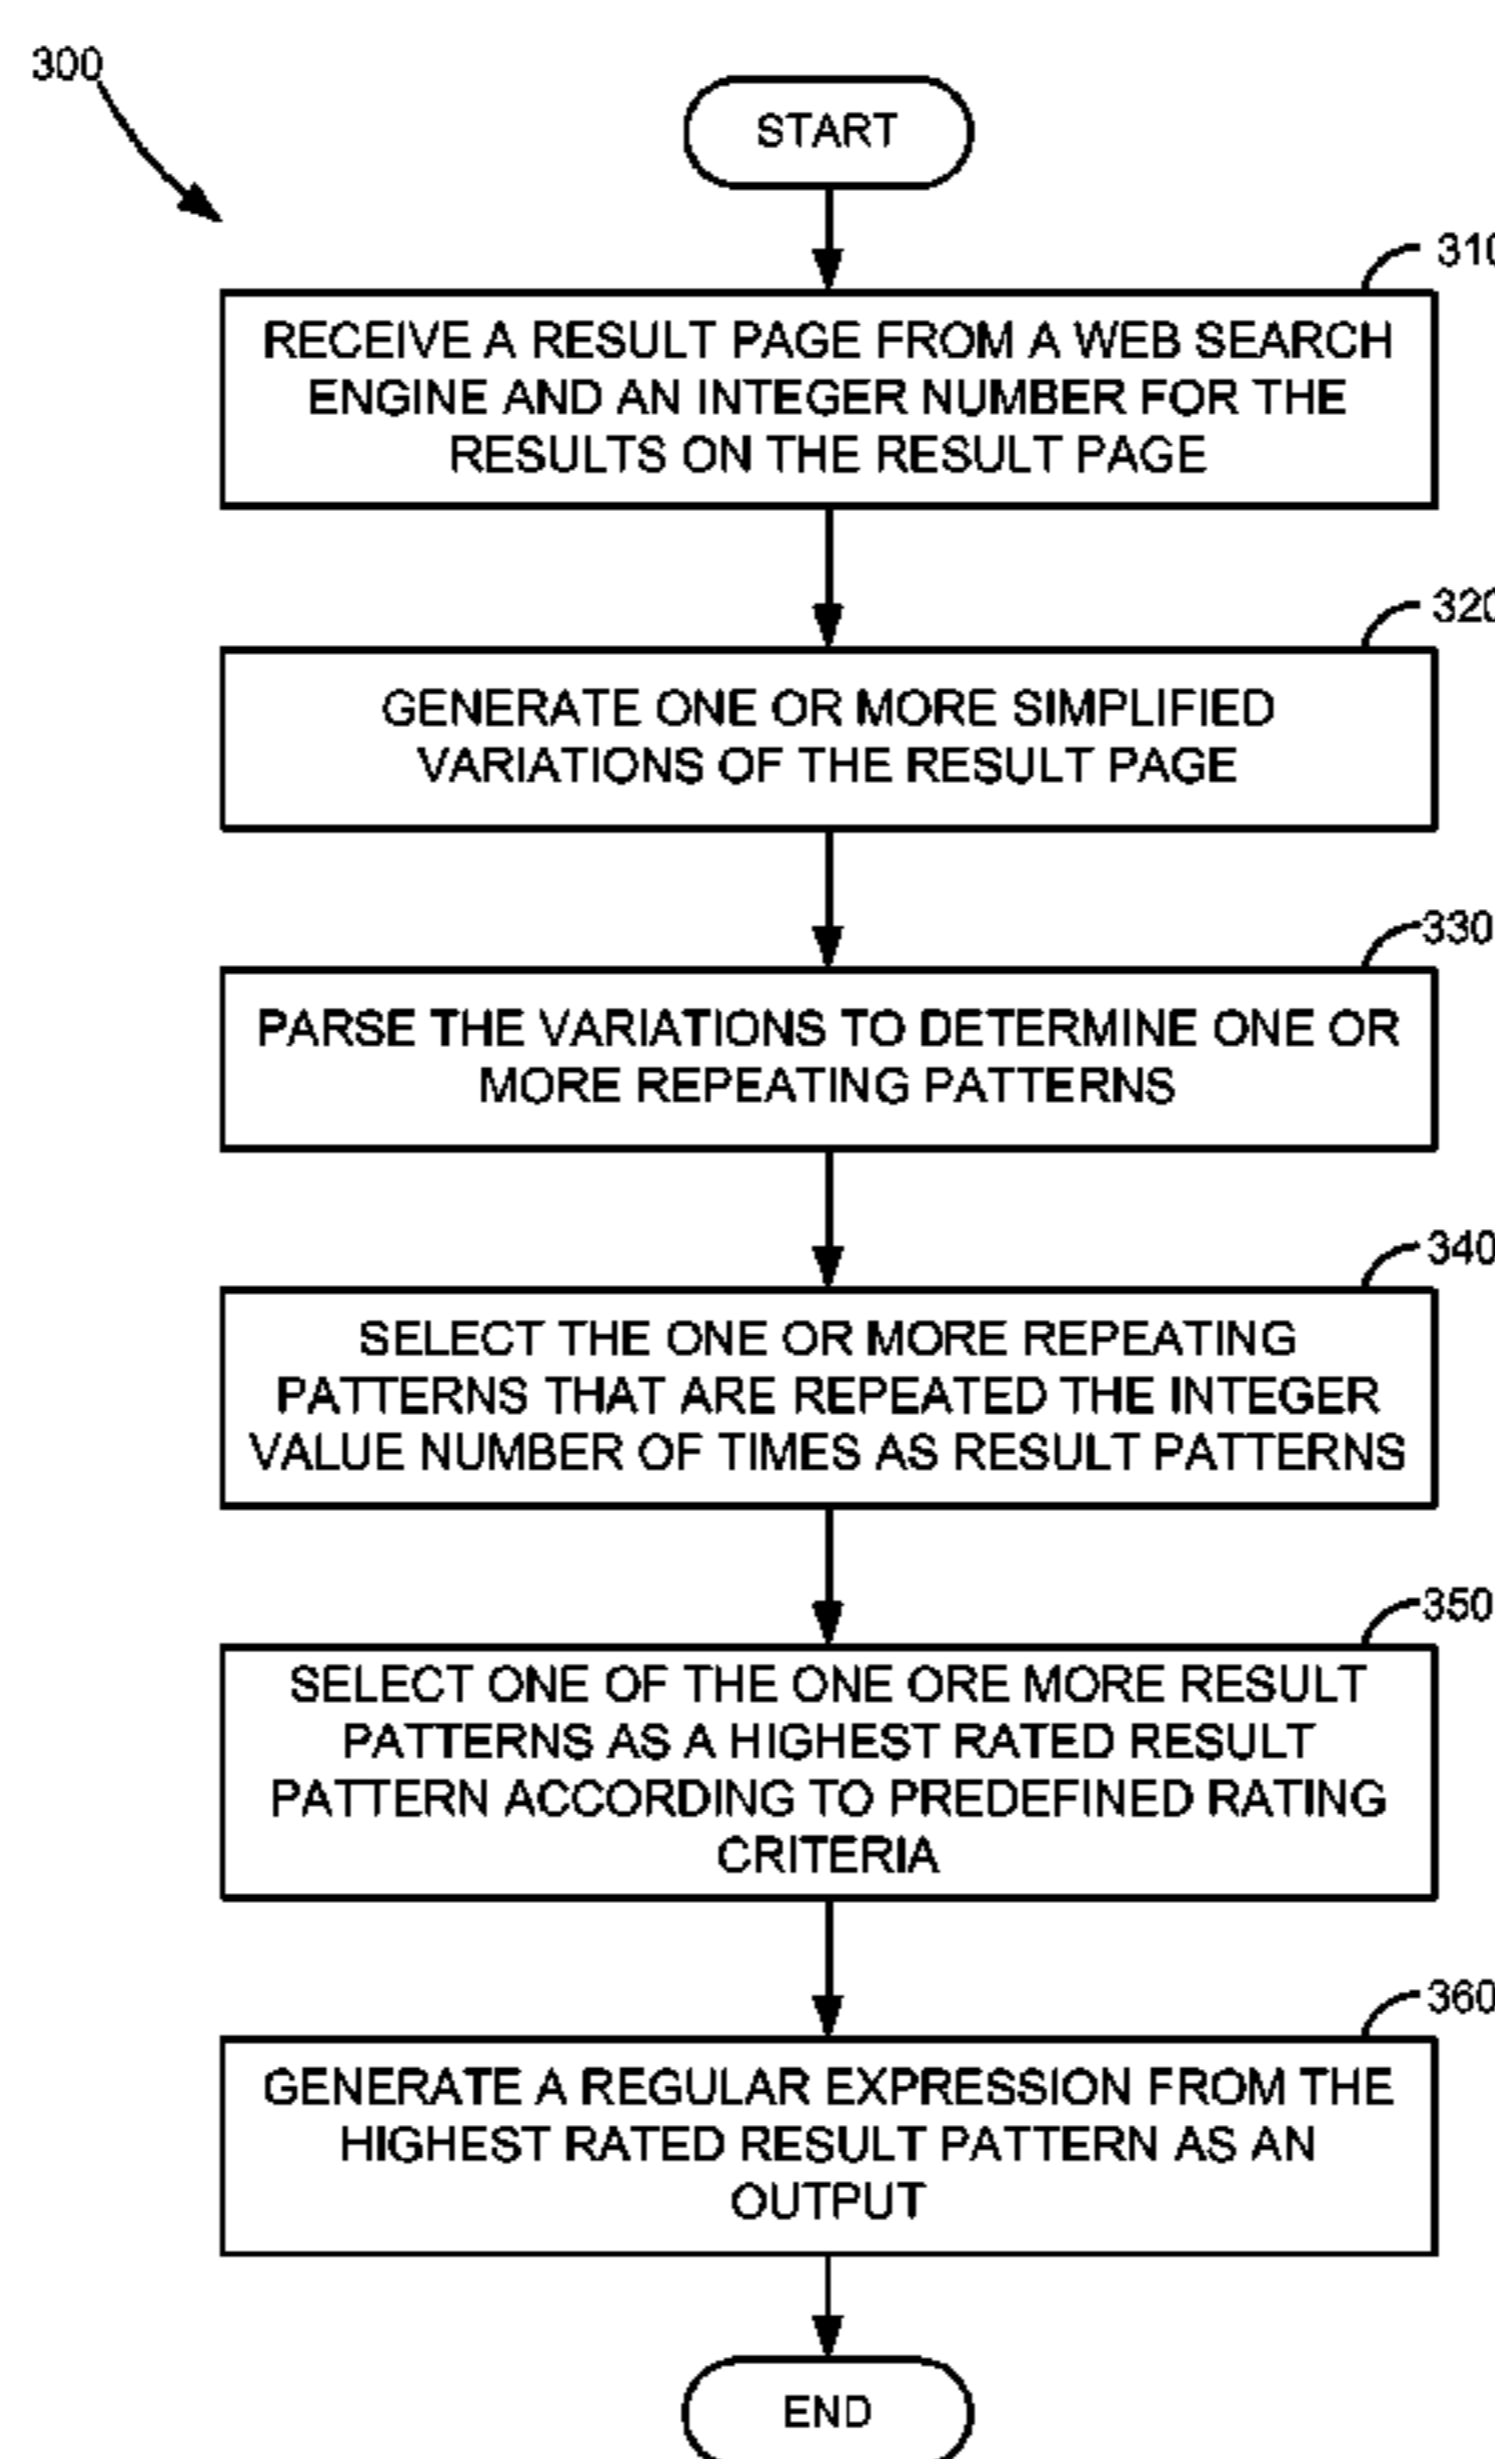 300
START
310
RECEIVE A RESULT PAGE FROM A WEB SEARCH
ENGINE AND AN INTEGER NUMBER FOR THE
RESULTS ON THE RESULT PAGE
320
GENERATE ONE OR MORE SIMPLIFIED
VARIATIONS OF THE RESULT PAGE
330
PARSE THE VARIATIONS TO DETERMINE ONE OR
MORE REPEATING PATTERNS
340
SELECT THE ONE OR MORE REPEATING
PATTERNS THAT ARE REPEATED THE INTEGER
VALUE NUMBER OF TIMES AS RESULT PATTERNS
350
SELECT ONE OF THE ONE ORE MORE RESULT
PATTERNS AS A HIGHEST RATED RESULT
PATTERN ACCORDING TO PREDEFINED RATING
CRITERIA
360
GENERATE A REGULAR EXPRESSION FROM THE
HIGHEST RATED RESULT PATTERN AS AN
OUTPUT
END